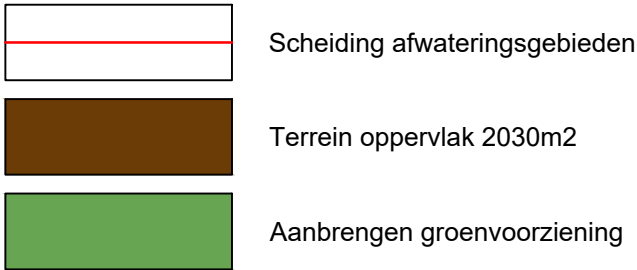 Scheiding afwateringsgebieden
Terrein oppervlak 2030m2
Aanbrengen groenvoorziening